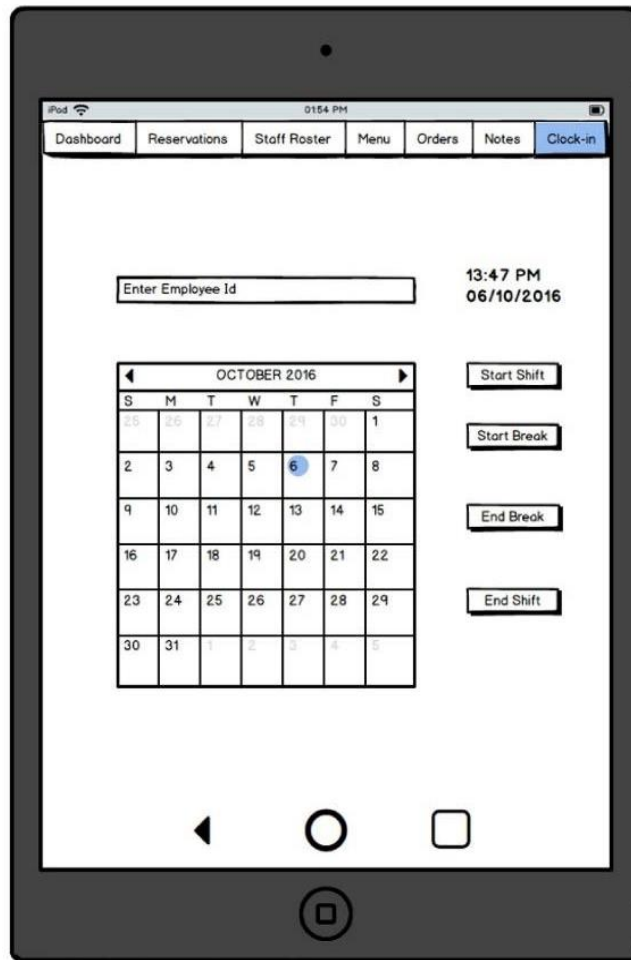 iPod 01:54 PM
Dashboard Reservations Staff Roster Menu Orders Notes Clock-in
Enter Employee Id
13:47 PM
06/10/2016
OCTOBER 2016
S M T W T F S
25 26 27 28 29 30 1
2 3 4 5 6 7 8
9 10 11 12 13 14 15
16 17 18 19 20 21 22
23 24 25 26 27 28 29
30 31 1 2 3 4 5
Start Shift
Start Break
End Break
End Shift